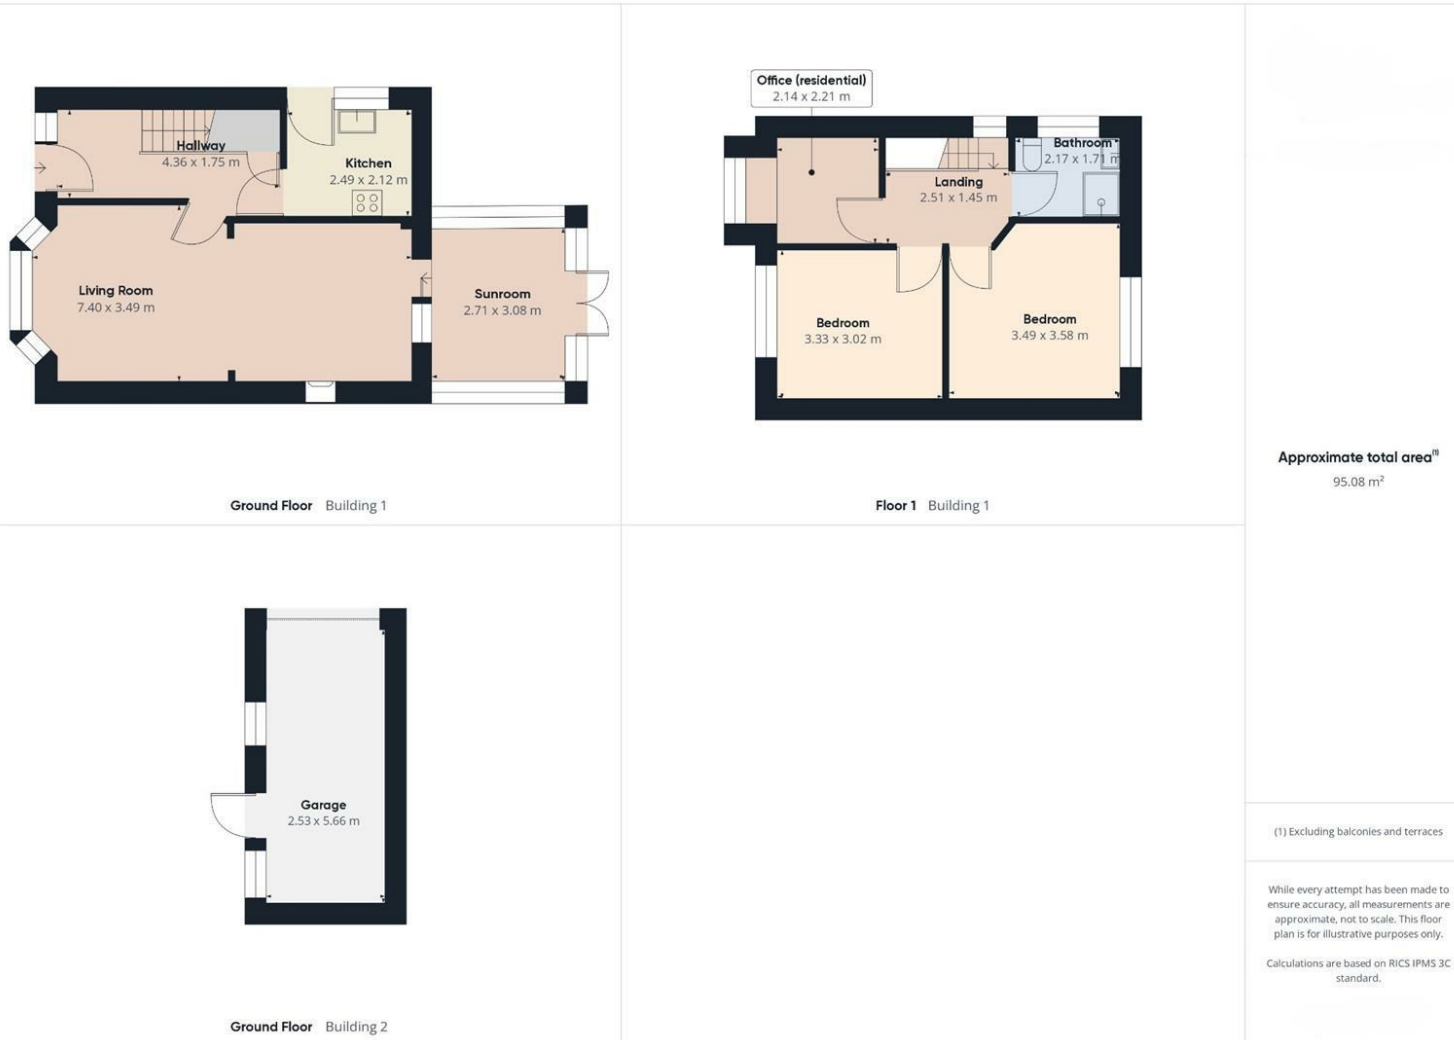 Hallway
4.36 x 1.75 m
Kitchen
2.49 x 2.12 m
Living Room
7.40 x 3.49 m
Sunroom
2.71 x 3.08 m
Ground Floor Building 1
Office (residential)
2.14 x 2.21 m
Bathroom
2.17 x 1.71 m
Landing
2.51 x 1.45 m
Bedroom
3.33 x 3.02 m
Bedroom
3.49 x 3.58 m
Floor 1 Building 1
Garage
2.53 x 5.66 m
Ground Floor Building 2
Approximate total area(1)
95.08 m²
(1) Excluding balconies and terraces
While every attempt has been made to
ensure accuracy, all measurements are
approximate, not to scale. This floor
plan is for illustrative purposes only.
Calculations are based on RICS IPMS 3C
standard.